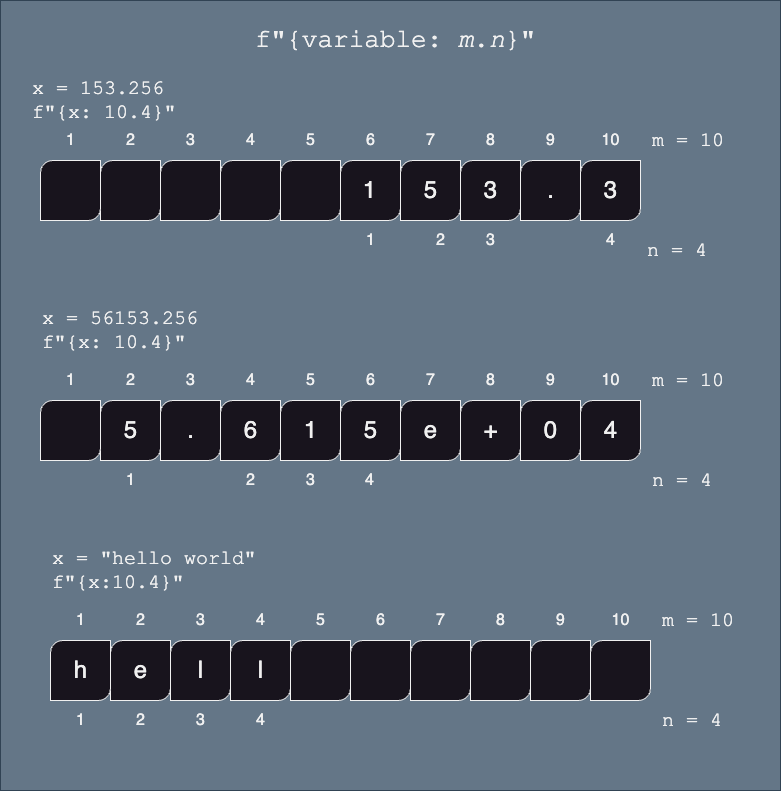 f"{variable: m.n}"
x = 153.256
f"{x: 10.4}"
1 2 3 4 5 6 7 8 9 10 m = 10
1 5 3 . 3
1 2 3 4 n = 4
x = 56153.256
f"{x: 10.4}"
1 2 3 4 5 6 7 8 9 10 m = 10
5 . 6 1 5 e + 0 4
1 2 3 4 n = 4
x = "hello world"
f"{x:10.4}"
1 2 3 4 5 6 7 8 9 10 m = 10
h e l l
1 2 3 4 n = 4